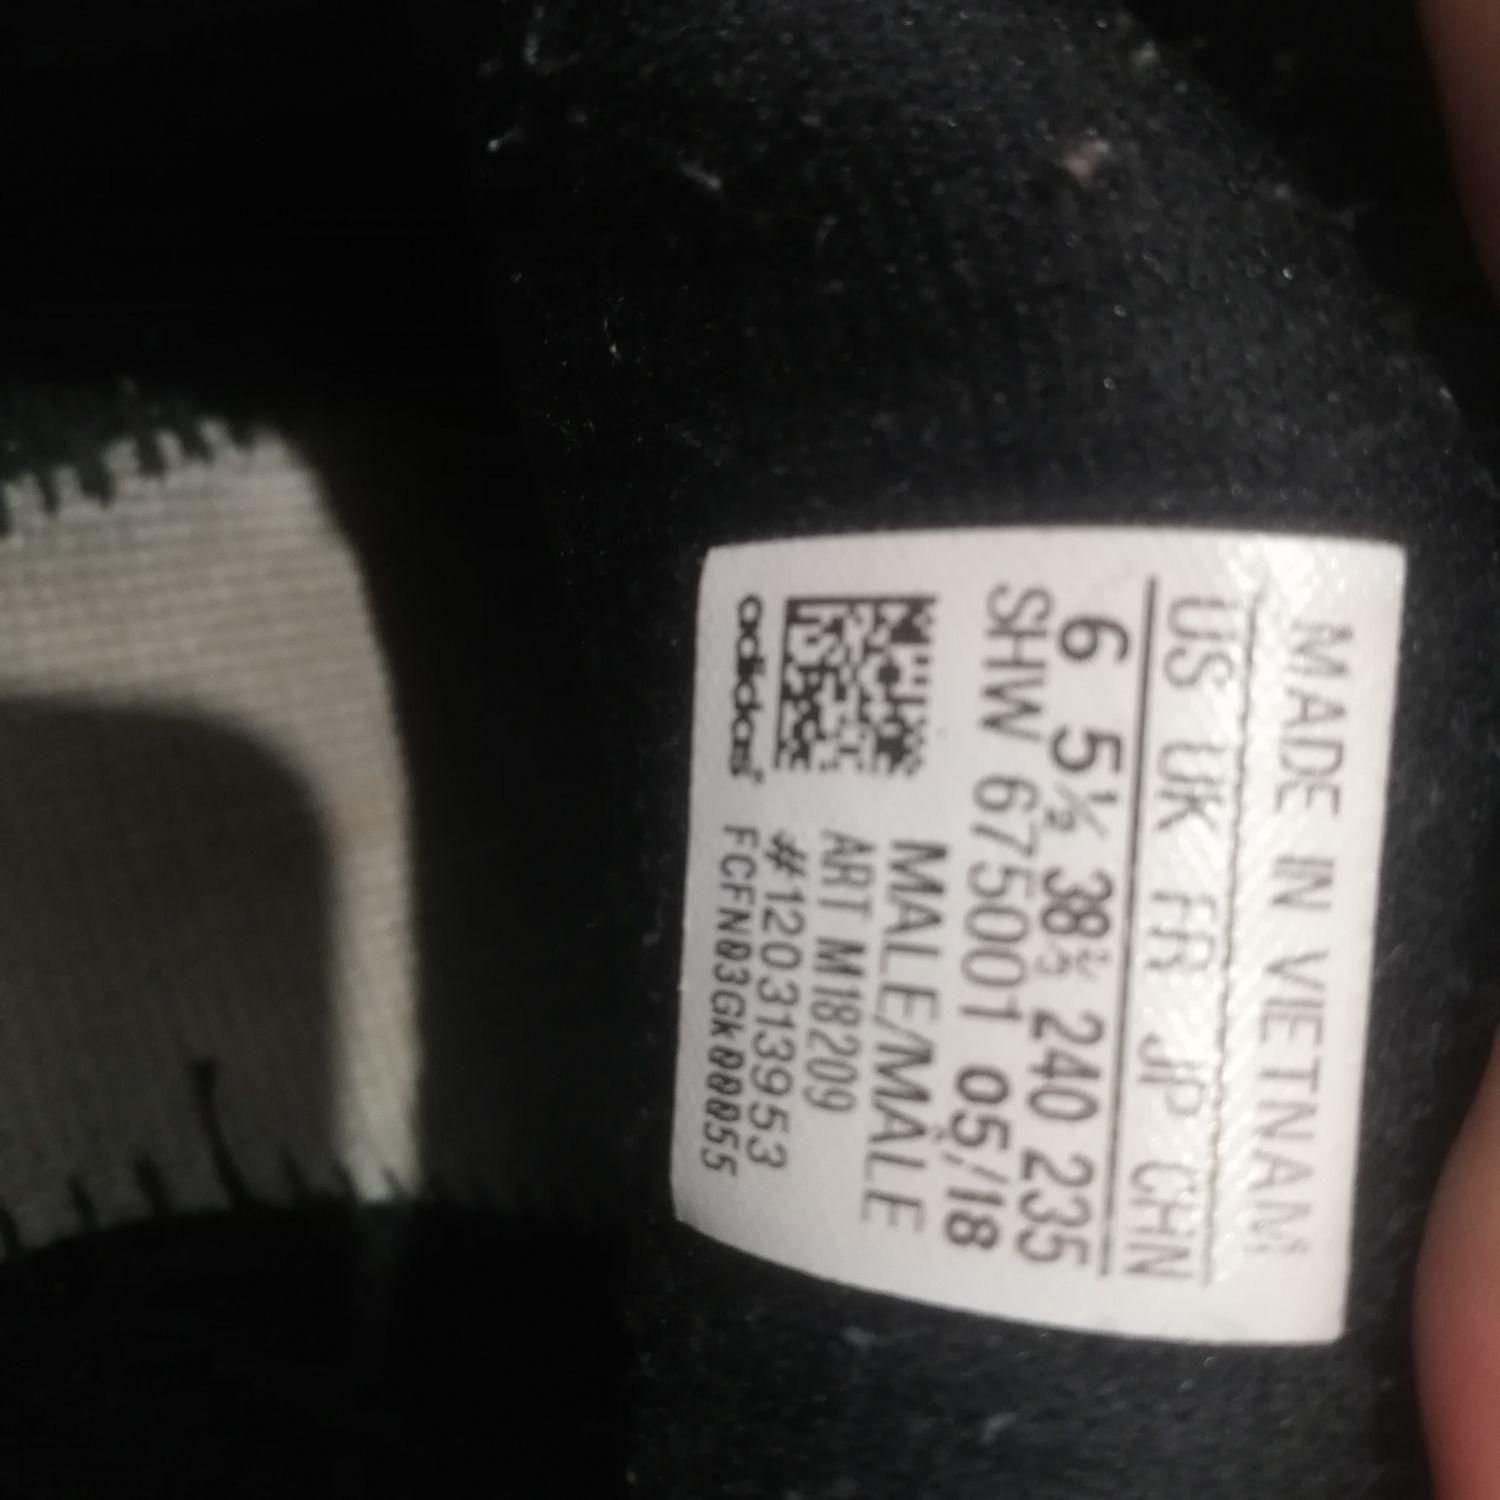 MADE IN VIETNAM
US UK FR JP CHN
6 5½ 38⅔ 240 235
SHW 675001 05/18
MALE/MÂLE
ART M18209
#120313953
FCFN03GK00055
adidas